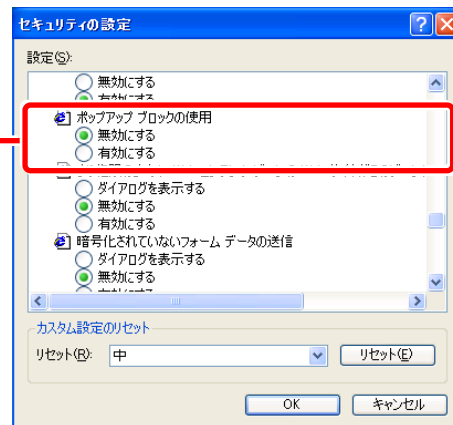 セキュリティの設定
設定(S):
無効にする
ポップアップ ブロックの使用
無効にする
有効にする
ダイアログを表示する
無効にする
有効にする
暗号化されていないフォーム データの送信
ダイアログを表示する
無効にする
カスタム設定のリセット
リセット(R): 中 リセット(E)
OK キャンセル